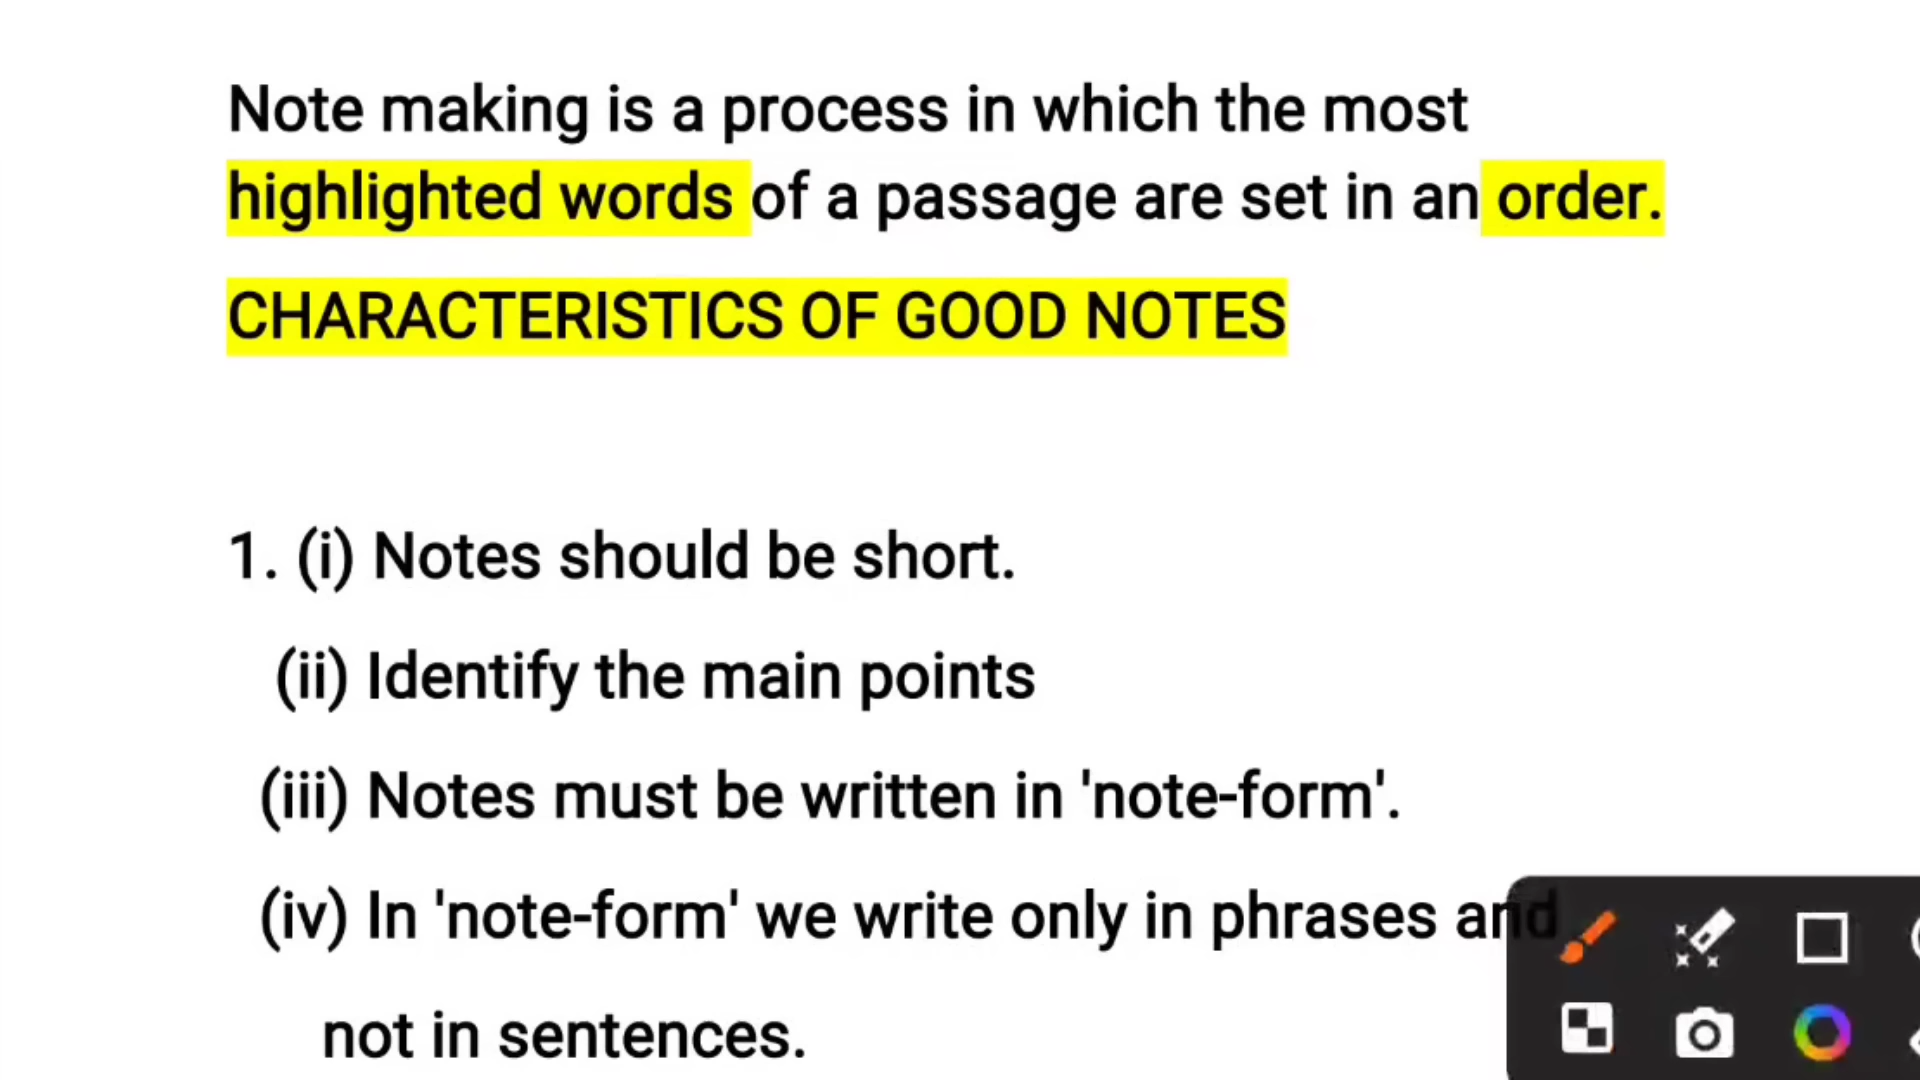 Note making is a process in which the most
highlighted words of a passage are set in an order.
CHARACTERISTICS OF GOOD NOTES
1. (i) Notes should be short.
(ii) Identify the main points
(iii) Notes must be written in 'note-form'.
(iv) In 'note-form' we write only in phrases and
not in sentences.